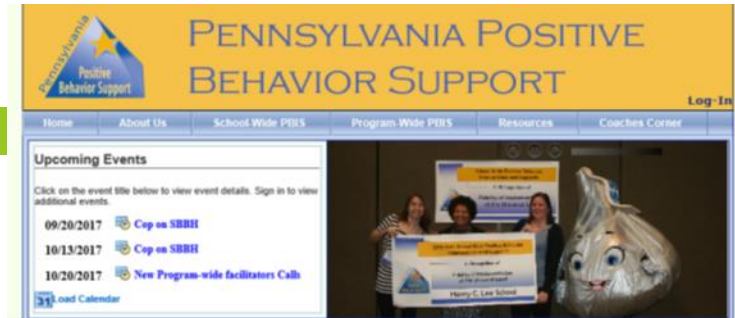 Pennsylvania
Positive
Behavior Support
PENNSYLVANIA POSITIVE
BEHAVIOR SUPPORT
Log-In
Home About Us School-Wide PBIS Program-Wide PBIS Resources Coaches Corner
Upcoming Events
Click on the event title below to view event details. Sign in to view
additional events.
09/20/2017 Cop on SBBH
10/13/2017 Cop on SBBH
10/20/2017 New Program-wide facilitators Calls
31 Load Calendar
Henry C. Lea School